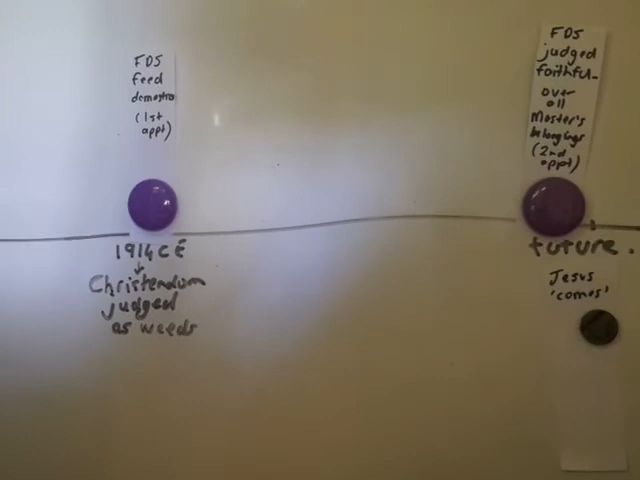 FDS
feed
domestics
(1st
appt)
1914 CE
Christendom
judged
as weeds
FDS
judged
faithful-
over
all
Master's
belongings
(2nd
appt)
future.
Jesus
'comes'